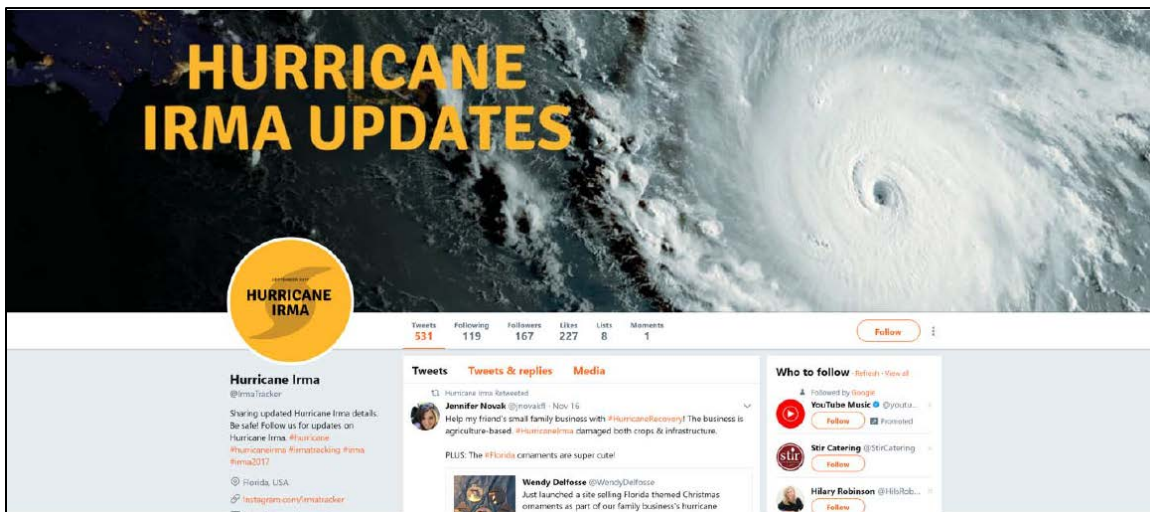 HURRICANE
IRMA UPDATES
HURRICANE
IRMA
Tweets Following Followers Likes Lists Moments
531 119 167 227 8 1
Follow
Hurricane Irma
@IrmaTracker
Sharing updated Hurricane Irma details.
Be safe! Follow us for updates on
Hurricane Irma. #hurricane
#hurricaneirma #irmatracking #irma
#irma2017
Florida, USA
instagram.com/irmatracker
Tweets Tweets & replies Media
Hurricane Irma Retweeted
Jennifer Novak @jnovakfl · Nov 16
Help my friend's small family business with #HurricaneRecovery! The business is
agriculture-based. #HurricaneIrma damaged both crops & infrastructure.
PLUS: The #Florida ornaments are super cute!
Wendy Delfosse @WendyDelfosse
Just launched a site selling Florida themed Christmas
ornaments as part of our family business's hurricane
Who to follow · Refresh · View all
Followed by Google
YouTube Music @youtu...
Follow Promoted
stir
Stir Catering @StirCatering
Follow
Hilary Robinson @HilsRob...
Follow